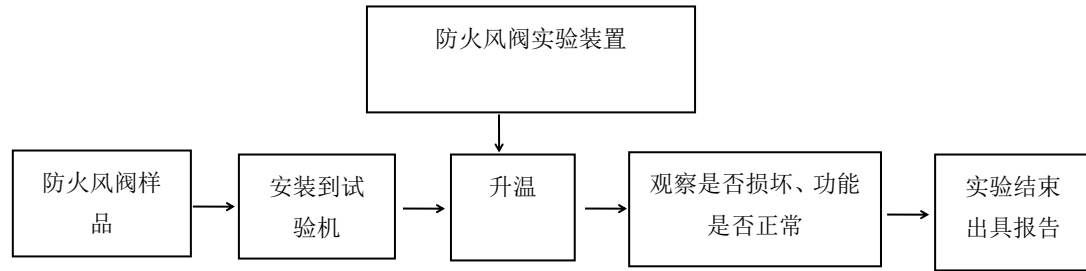 防火风阀实验装置
防火风阀样
品
安装到试
验机
升温
观察是否损坏、功能
是否正常
实验结束
出具报告